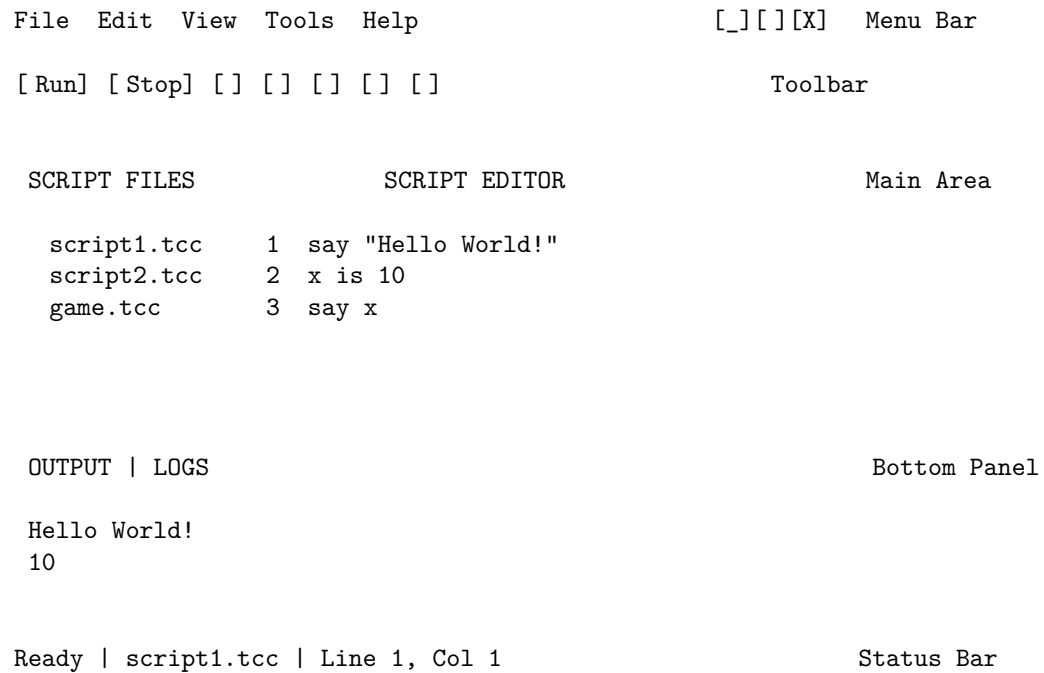 File Edit View Tools Help [_][ ][X] Menu Bar
[ Run] [ Stop] [ ] [ ] [ ] [ ] [ ] Toolbar
SCRIPT FILES SCRIPT EDITOR Main Area
script1.tcc 1 say "Hello World!"
script2.tcc 2 x is 10
game.tcc 3 say x
OUTPUT | LOGS Bottom Panel
Hello World!
10
Ready | script1.tcc | Line 1, Col 1 Status Bar